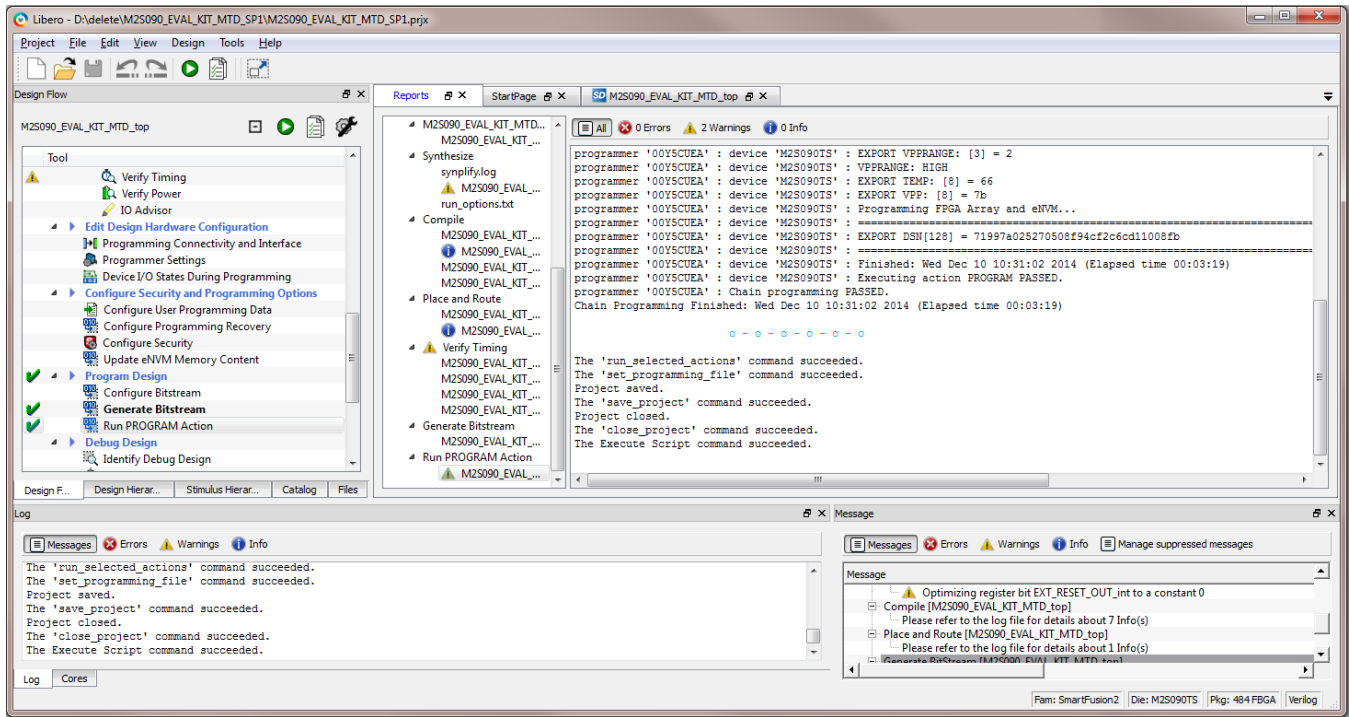 Libero - D:\delete\M2S090_EVAL_KIT_MTD_SP1\M2S090_EVAL_KIT_MTD_SP1.prjx
Project File Edit View Design Tools Help
Design Flow
M2S090_EVAL_KIT_MTD_top
Tool
Verify Timing
Verify Power
IO Advisor
Edit Design Hardware Configuration
Programming Connectivity and Interface
Programmer Settings
Device I/O States During Programming
Configure Security and Programming Options
Configure User Programming Data
Configure Programming Recovery
Configure Security
Update eNVM Memory Content
Program Design
Configure Bitstream
Generate Bitstream
Run PROGRAM Action
Debug Design
Identify Debug Design
Design F... Design Hierar... Stimulus Hierar... Catalog Files
Reports StartPage SD M2S090_EVAL_KIT_MTD_top
M2S090_EVAL_KIT_MTD...
M2S090_EVAL_KIT_...
Synthesize
synplify.log
M2S090_EVAL_...
run_options.txt
Compile
M2S090_EVAL_KIT_...
M2S090_EVAL_...
M2S090_EVAL_KIT_...
M2S090_EVAL_KIT_...
Place and Route
M2S090_EVAL_KIT_...
M2S090_EVAL_...
Verify Timing
M2S090_EVAL_KIT_...
M2S090_EVAL_KIT_...
M2S090_EVAL_KIT_...
M2S090_EVAL_KIT_...
Generate Bitstream
M2S090_EVAL_KIT_...
Run PROGRAM Action
M2S090_EVAL_...
All 0 Errors 2 Warnings 0 Info
programmer '00Y5CUEA' : device 'M2S090TS' : EXPORT VPPRANGE: [3] = 2
programmer '00Y5CUEA' : device 'M2S090TS' : VPPRANGE: HIGH
programmer '00Y5CUEA' : device 'M2S090TS' : EXPORT TEMP: [8] = 66
programmer '00Y5CUEA' : device 'M2S090TS' : EXPORT VPP: [8] = 7b
programmer '00Y5CUEA' : device 'M2S090TS' : Programming FPGA Array and eNVM...
programmer '00Y5CUEA' : device 'M2S090TS' : ==========================================================
programmer '00Y5CUEA' : device 'M2S090TS' : EXPORT DSN[128] = 71997a025270508f94cf2c6cd11008fb
programmer '00Y5CUEA' : device 'M2S090TS' : ==========================================================
programmer '00Y5CUEA' : device 'M2S090TS' : Finished: Wed Dec 10 10:31:02 2014 (Elapsed time 00:03:19)
programmer '00Y5CUEA' : device 'M2S090TS' : Executing action PROGRAM PASSED.
programmer '00Y5CUEA' : Chain programming PASSED.
Chain Programming Finished: Wed Dec 10 10:31:02 2014 (Elapsed time 00:03:19)
o - o - o - o - o - o
The 'run_selected_actions' command succeeded.
The 'set_programming_file' command succeeded.
Project saved.
The 'save_project' command succeeded.
Project closed.
The 'close_project' command succeeded.
The Execute Script command succeeded.
Log
Messages Errors Warnings Info
The 'run_selected_actions' command succeeded.
The 'set_programming_file' command succeeded.
Project saved.
The 'save_project' command succeeded.
Project closed.
The 'close_project' command succeeded.
The Execute Script command succeeded.
Log Cores
Message
Messages Errors Warnings Info Manage suppressed messages
Message
Optimizing register bit EXT_RESET_OUT_int to a constant 0
Compile [M2S090_EVAL_KIT_MTD_top]
Please refer to the log file for details about 7 Info(s)
Place and Route [M2S090_EVAL_KIT_MTD_top]
Please refer to the log file for details about 1 Info(s)
Generate BitStream [M2S090_EVAL_KIT_MTD_top]
Fam: SmartFusion2 Die: M2S090TS Pkg: 484 FBGA Verilog